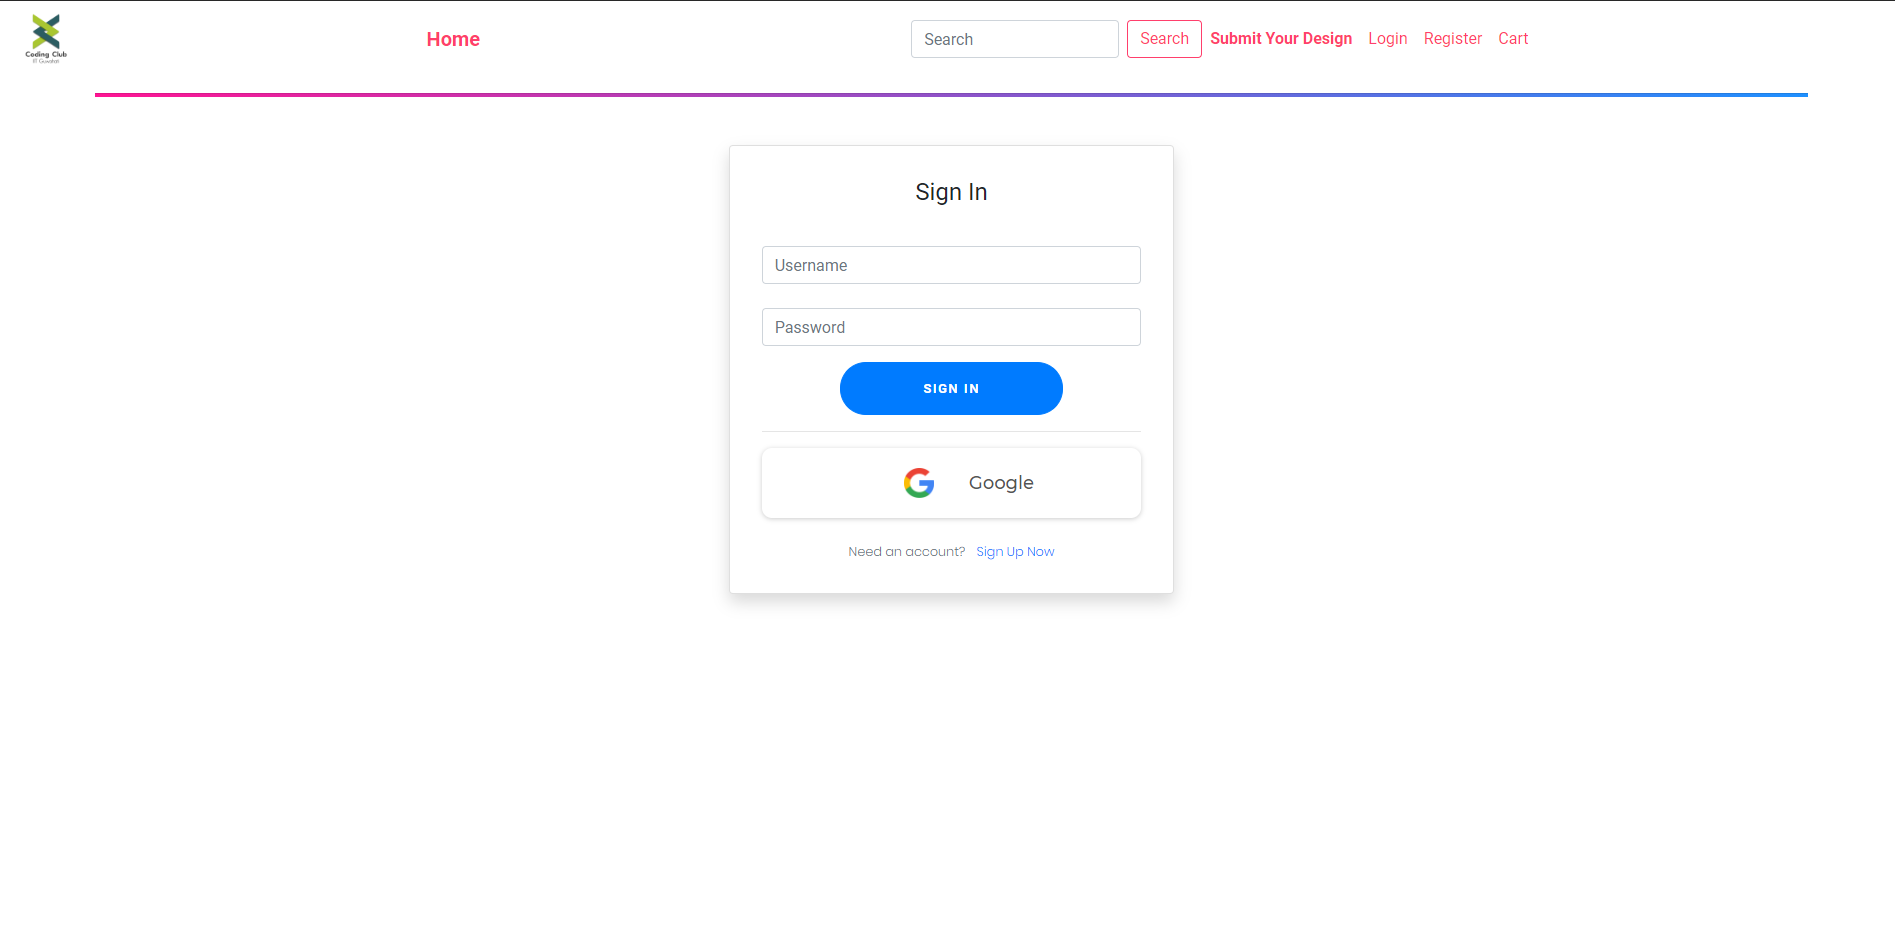 Coding Club
IIT Guwahati
Home
Search
Search
Submit Your Design
Login
Register
Cart
Sign In
Username
Password
SIGN IN
Google
Need an account? Sign Up Now